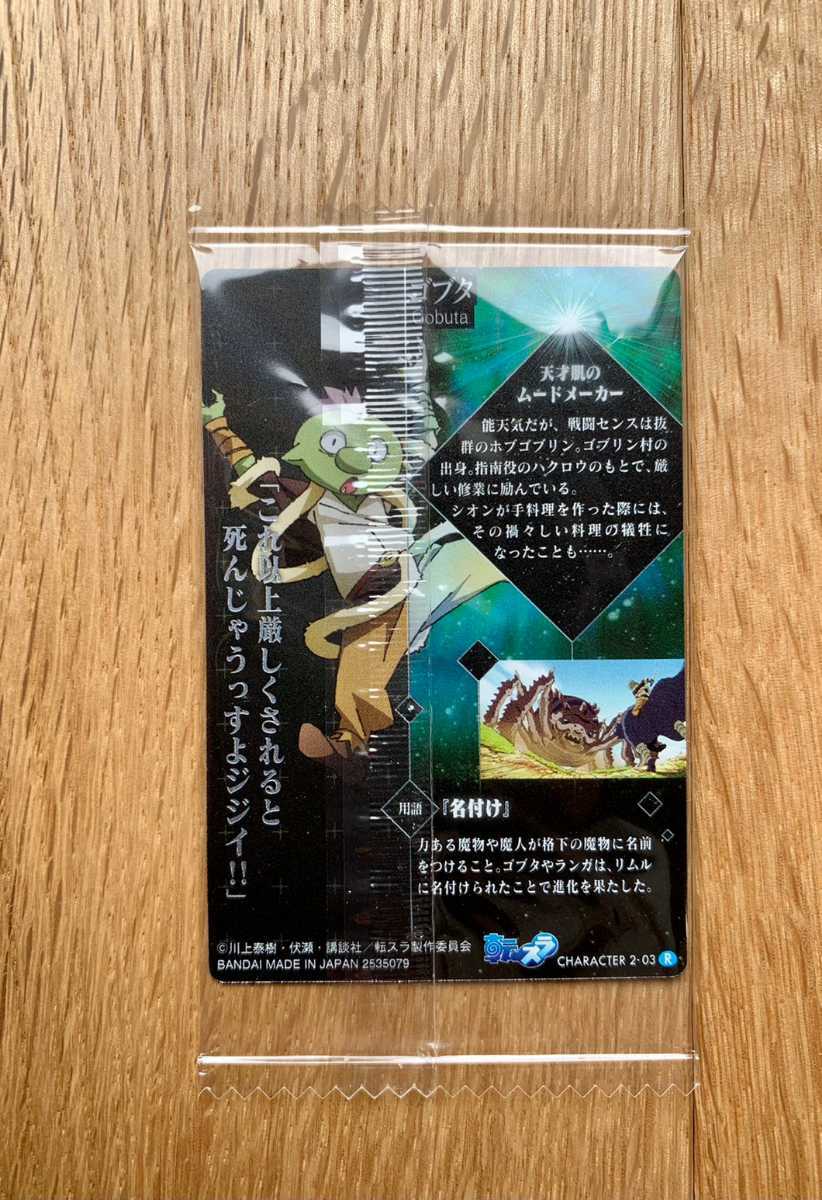 ゴブタ
Gobuta
天才肌の
ムードメーカー
能天気だが、戦闘センスは抜
群のホブゴブリン。ゴブリン村の
出身。指南役のハクロウのもとで、厳
しい修業に励んでいる。
シオンが手料理を作った際には、
その禍々しい料理の犠牲に
なったことも……。
「これ以上厳しくされると
死んじゃうっすよジジイ!!」
用語
『名付け』
力ある魔物や魔人が格下の魔物に名前
をつけること。ゴブタやランガは、リムル
に名付けられたことで進化を果たした。
©川上泰樹・伏瀬・講談社／転スラ製作委員会
BANDAI MADE IN JAPAN 2535079
転スラ
CHARACTER 2-03 R